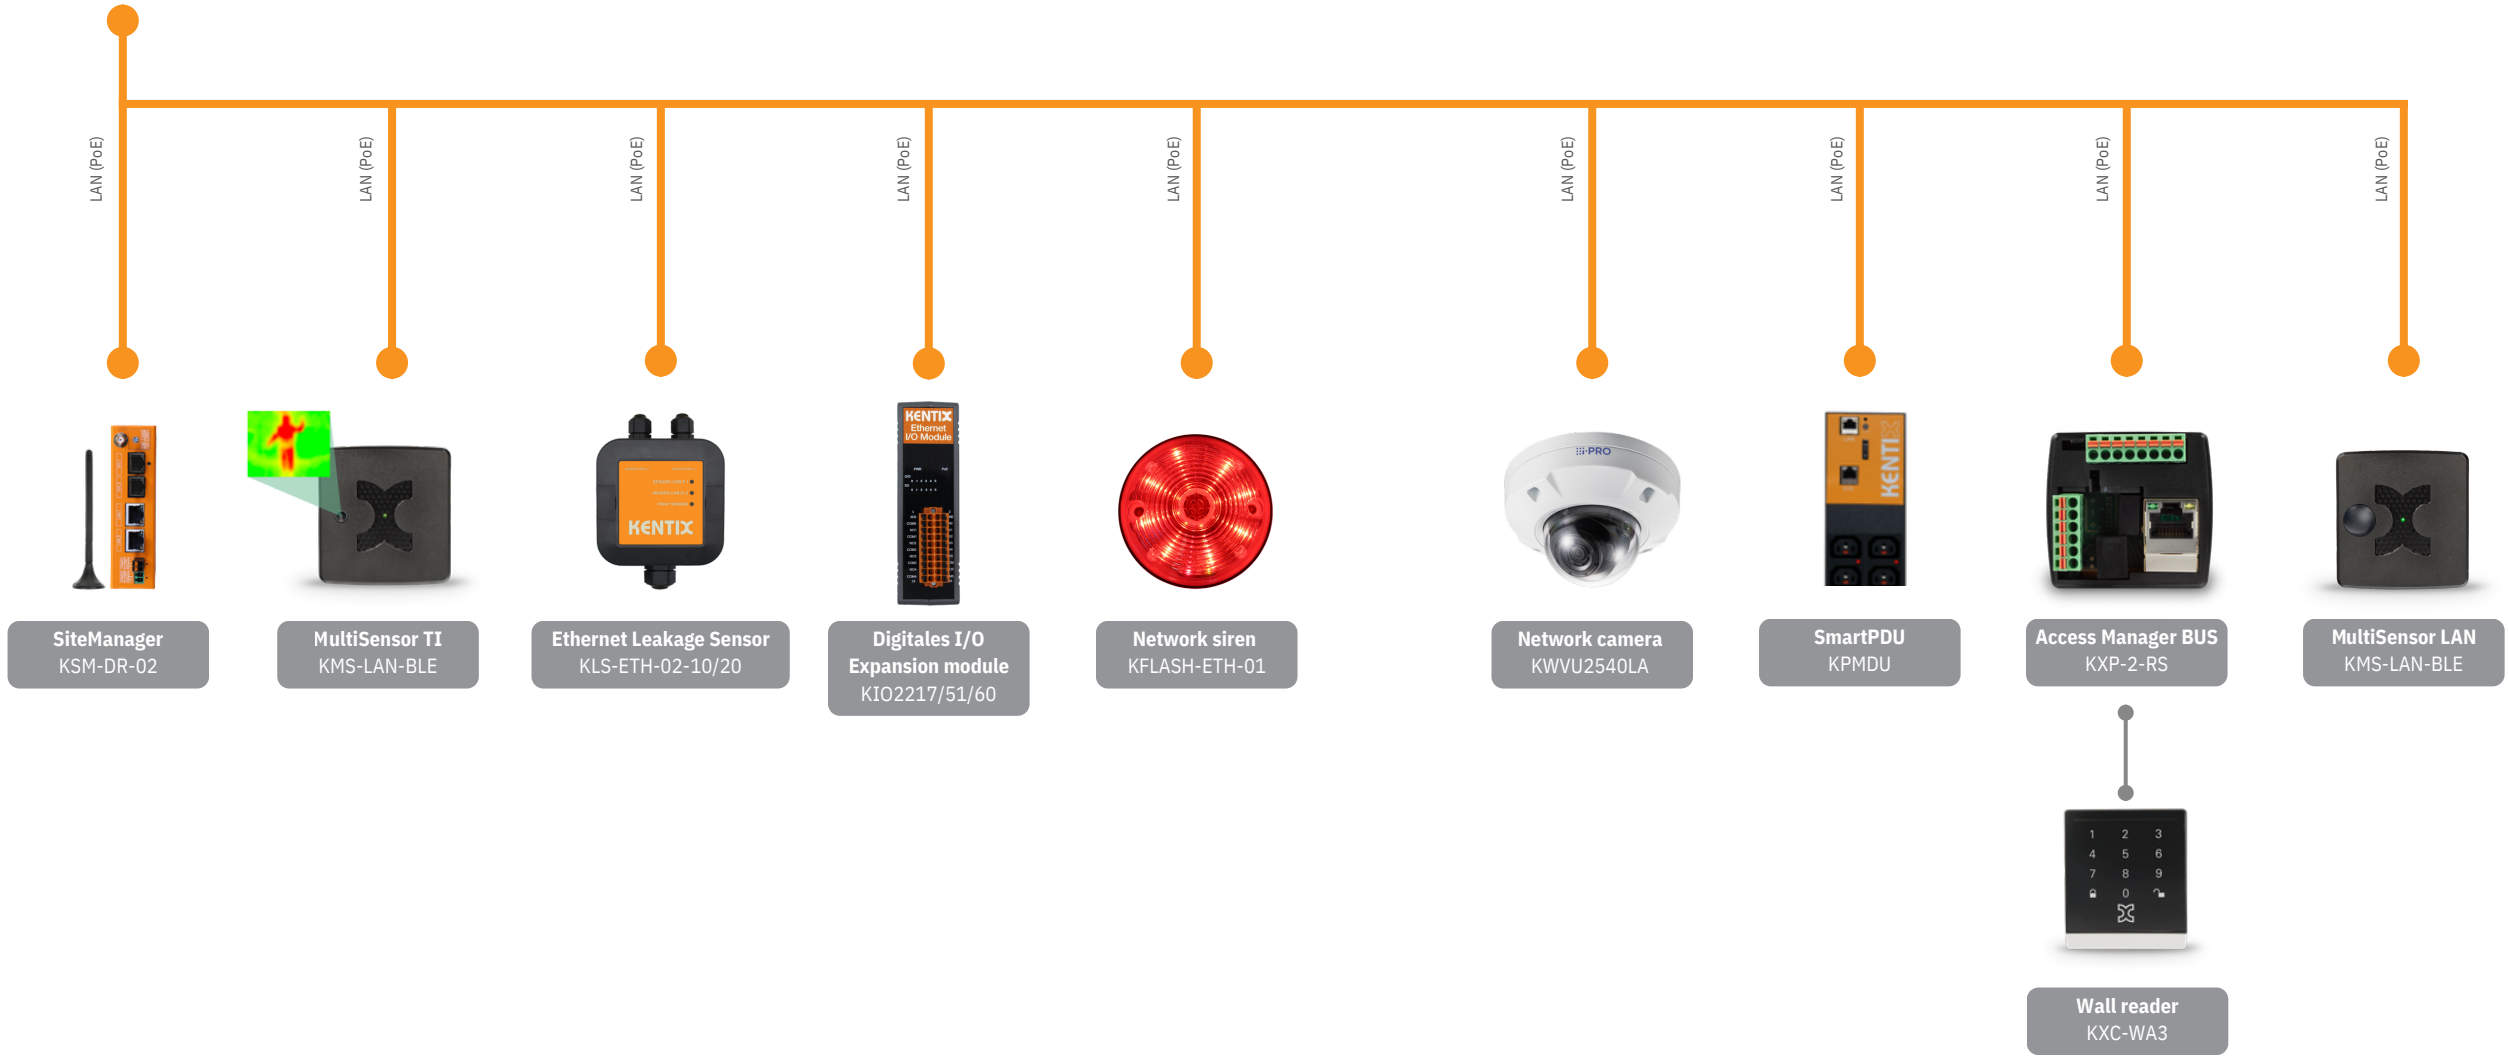 LAN (PoE)
LAN (PoE)
LAN (PoE)
LAN (PoE)
LAN (PoE)
LAN (PoE)
LAN (PoE)
LAN (PoE)
LAN (PoE)
KENTIX
Ethernet
I/O Module
PWR PoE
KENTIX
i-PRO
KENTIX
SiteManager
KSM-DR-02
MultiSensor TI
KMS-LAN-BLE
Ethernet Leakage Sensor
KLS-ETH-02-10/20
Digitales I/O
Expansion module
KIO2217/51/60
Network siren
KFLASH-ETH-01
Network camera
KWVU2540LA
SmartPDU
KPMDU
Access Manager BUS
KXP-2-RS
MultiSensor LAN
KMS-LAN-BLE
1 2 3
4 5 6
7 8 9
0
Wall reader
KXC-WA3